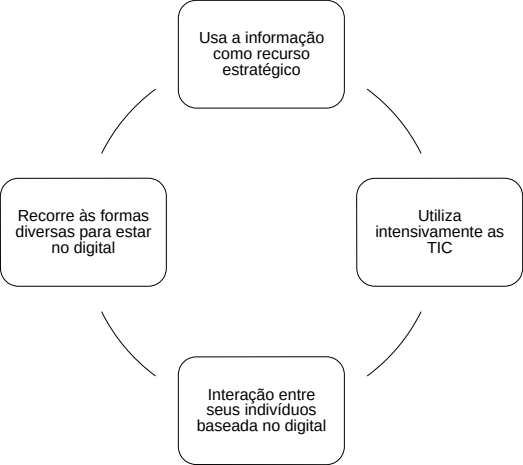 Usa a informação
como recurso
estratégico
Recorre às formas
diversas para estar
no digital
Utiliza
intensivamente as
TIC
Interação entre
seus indivíduos
baseada no digital